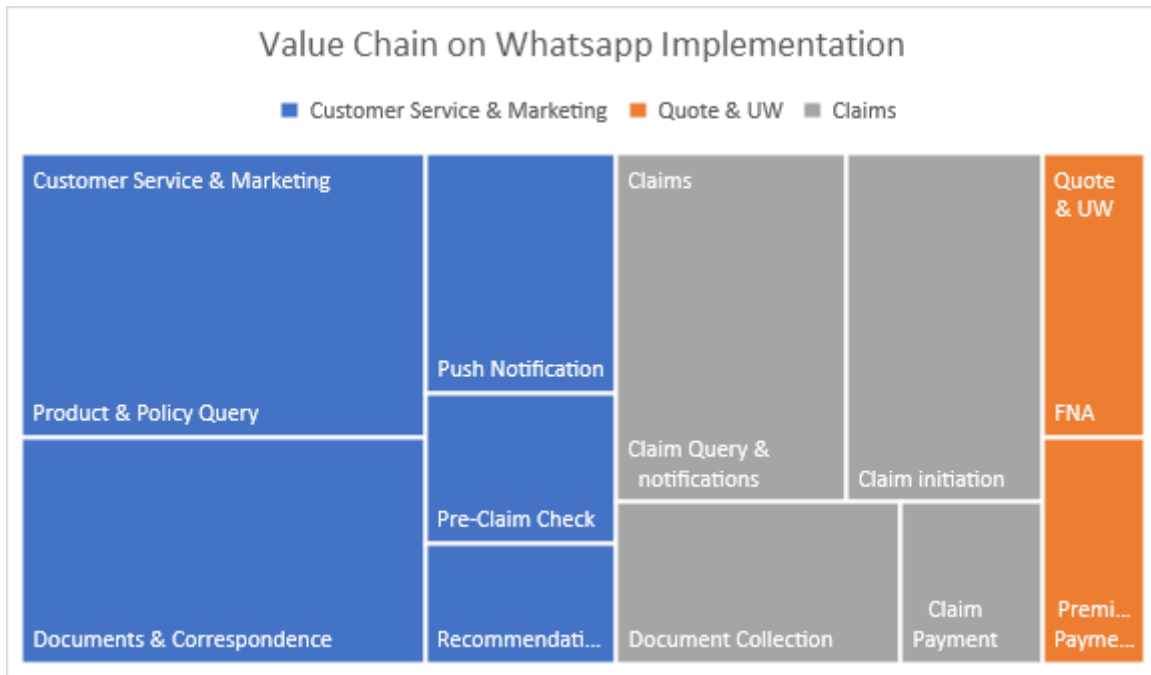 Value Chain on Whatsapp Implementation
Customer Service & Marketing Quote & UW Claims
Customer Service & Marketing
Product & Policy Query
Documents & Correspondence
Push Notification
Pre-Claim Check
Recommendati...
Claims
Claim Query &
notifications
Claim initiation
Document Collection
Claim
Payment
Quote
& UW
FNA
Premi...
Payme...